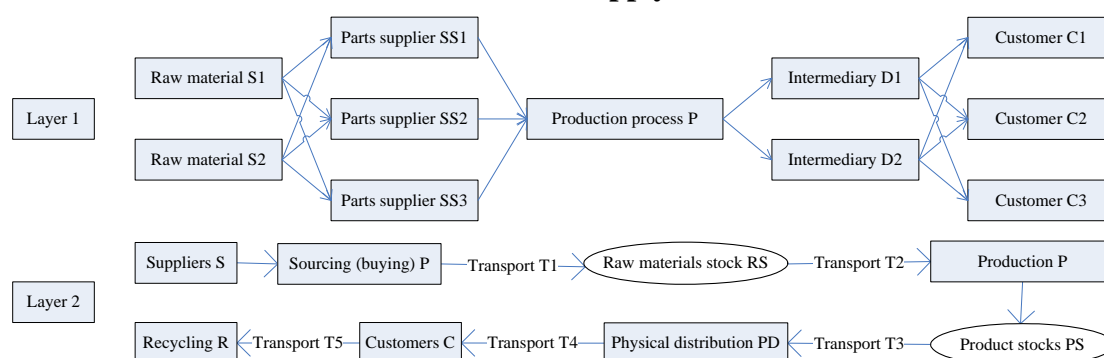 Parts supplier SS1
Customer C1
Raw material S1
Intermediary D1
Layer 1
Parts supplier SS2
Production process P
Customer C2
Raw material S2
Intermediary D2
Parts supplier SS3
Customer C3
Suppliers S
Sourcing (buying) P
Transport T1
Raw materials stock RS
Transport T2
Production P
Layer 2
Recycling R
Transport T5
Customers C
Transport T4
Physical distribution PD
Transport T3
Product stocks PS